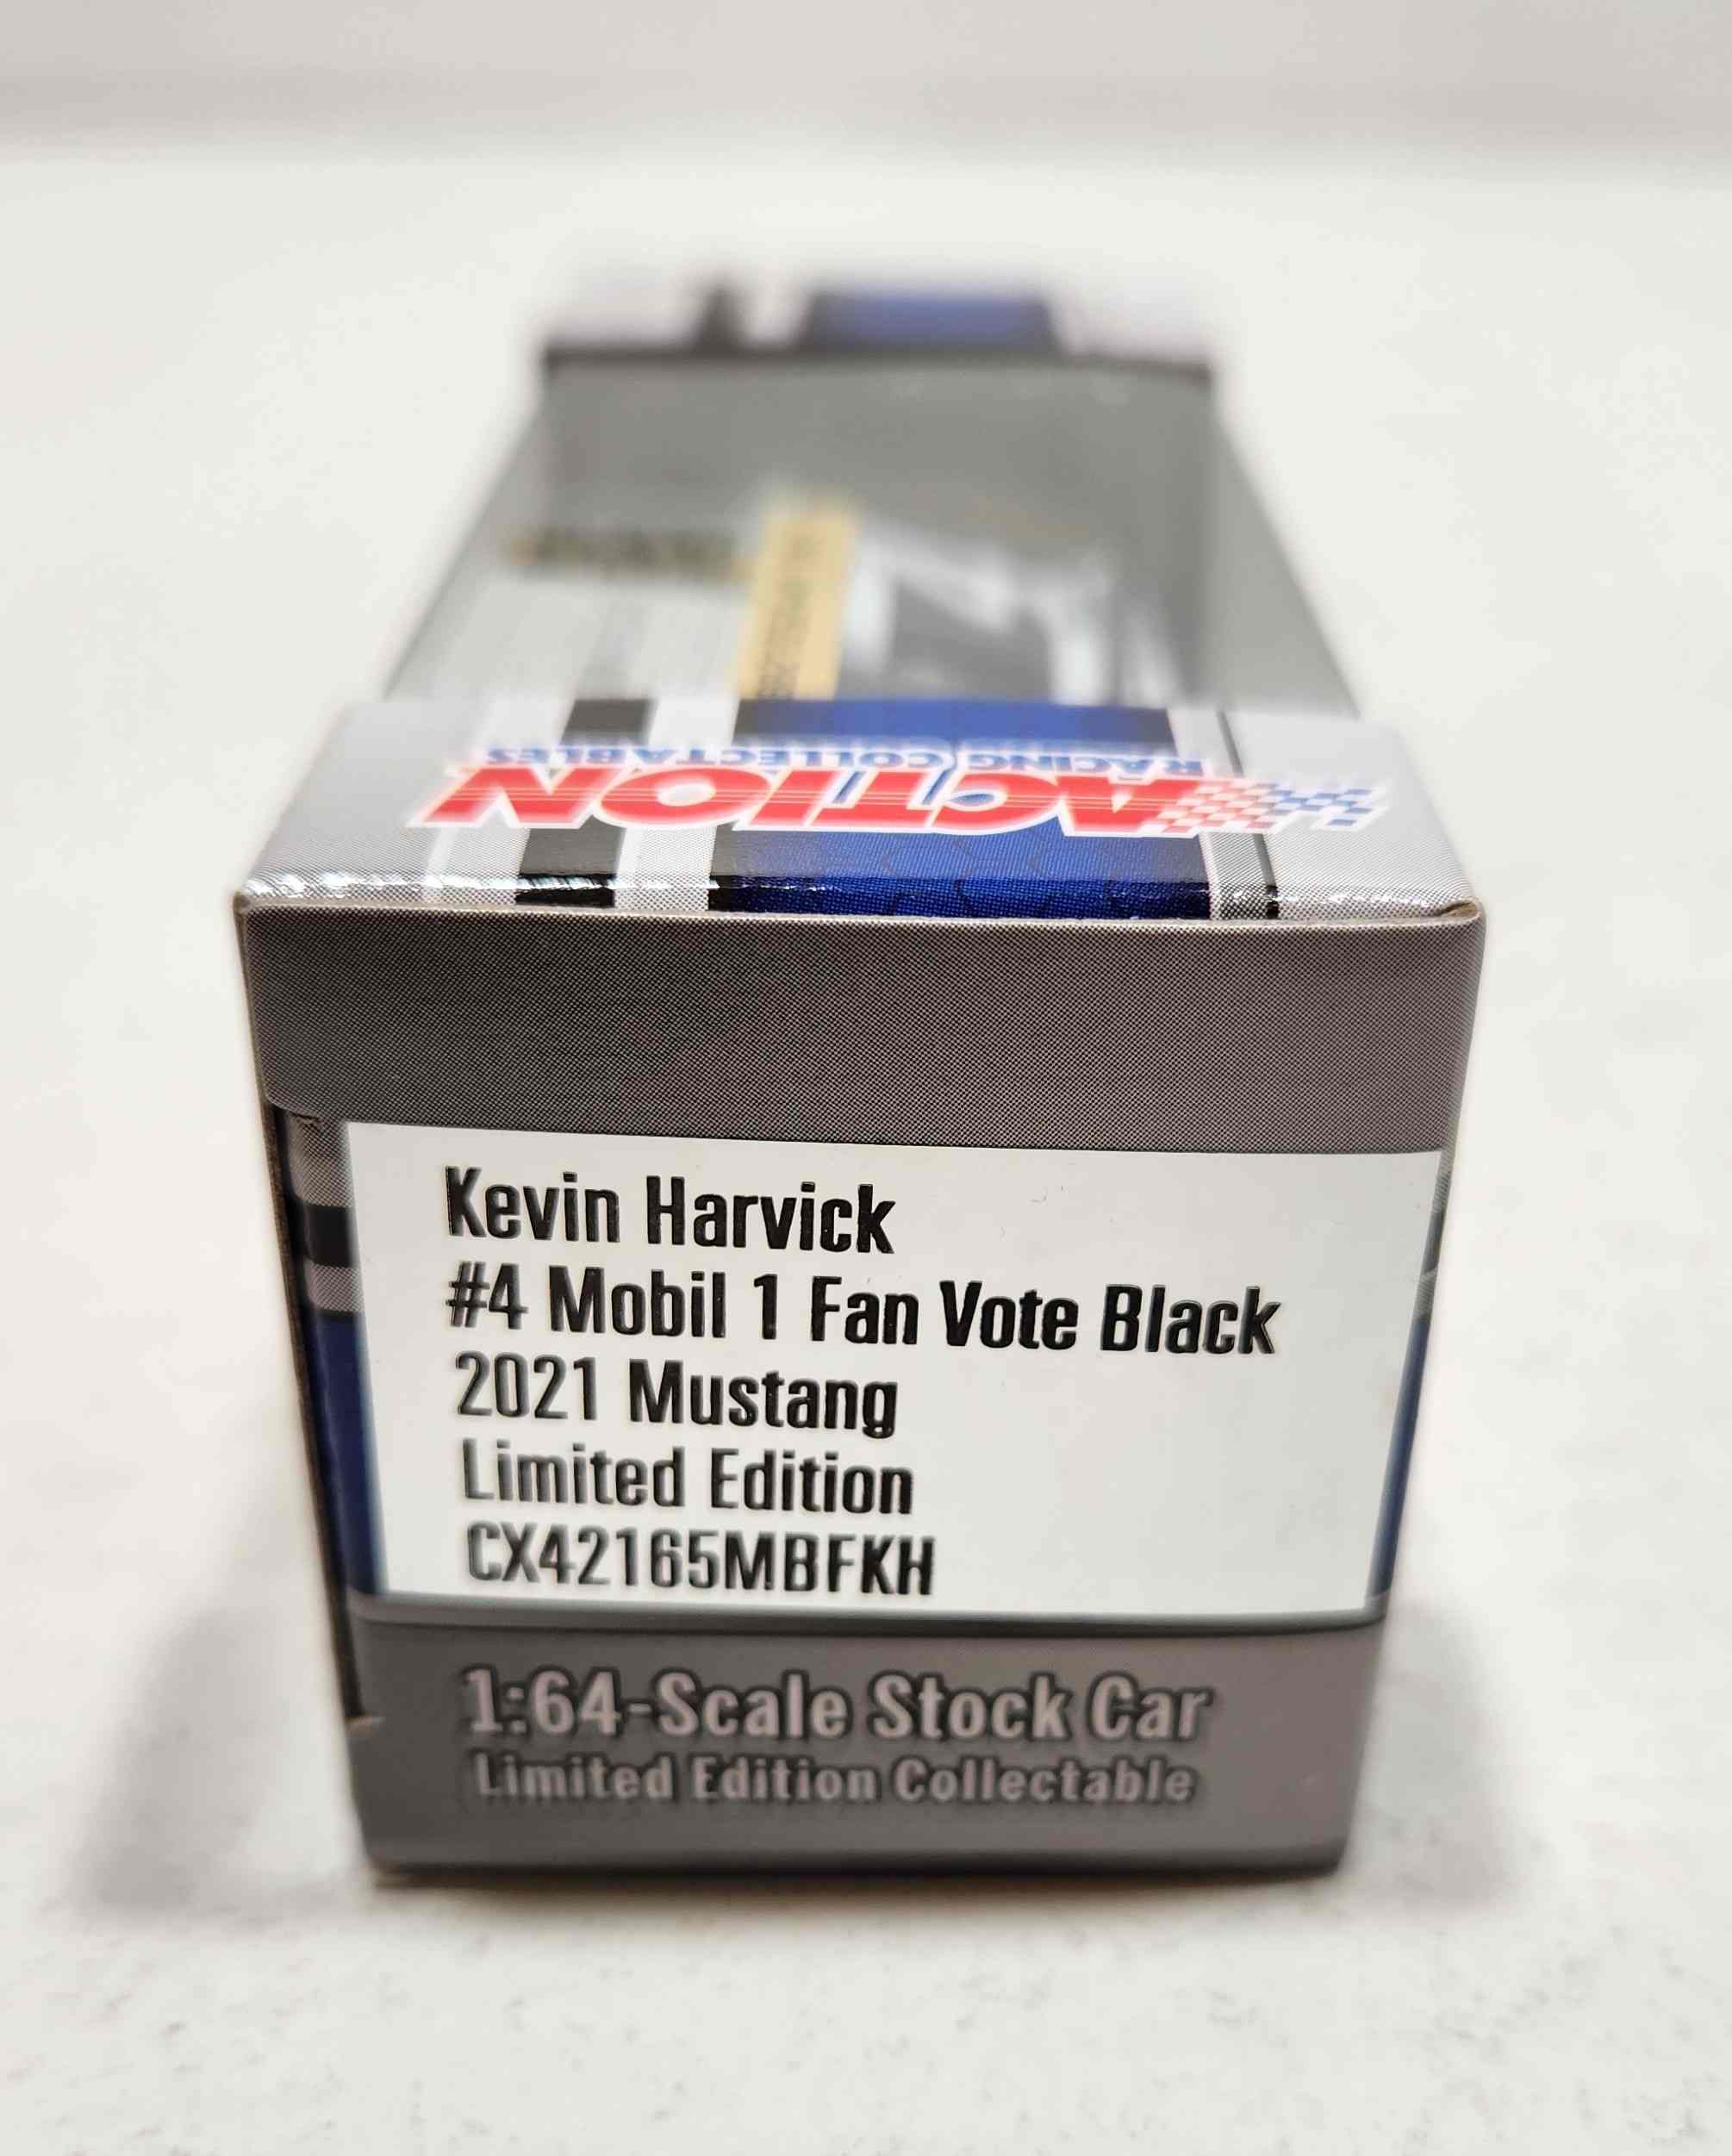 RACING COLLECTABLES
ACTION
Kevin Harvick
#4 Mobil 1 Fan Vote Black
2021 Mustang
Limited Edition
CX42165MBFKH
1:64-Scale Stock Car
Limited Edition Collectable